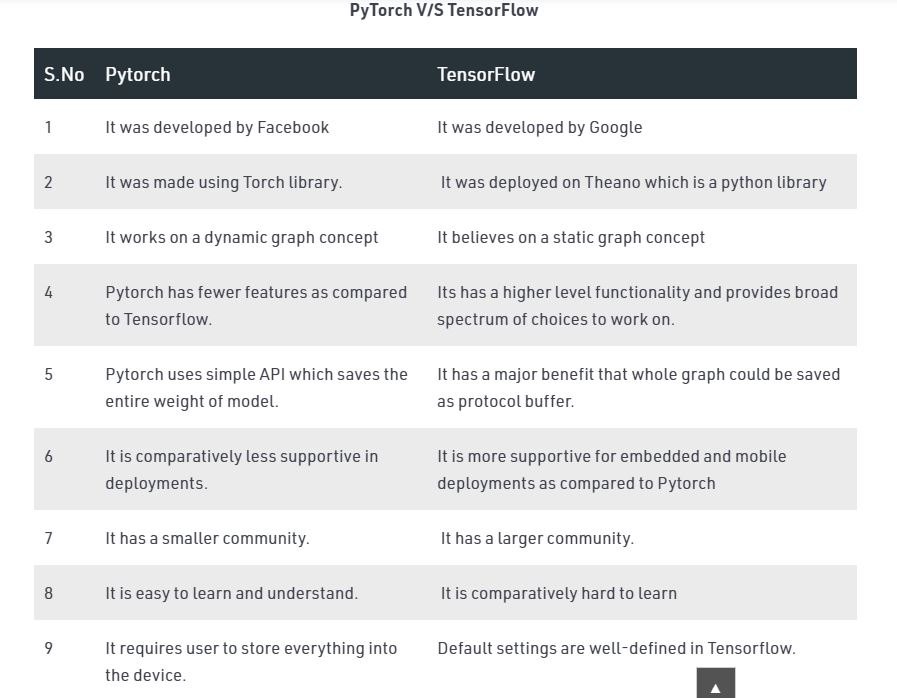 PyTorch V/S TensorFlow
S.No Pytorch TensorFlow
1 It was developed by Facebook It was developed by Google
2 It was made using Torch library. It was deployed on Theano which is a python library
3 It works on a dynamic graph concept It believes on a static graph concept
4 Pytorch has fewer features as compared Its has a higher level functionality and provides broad
to Tensorflow. spectrum of choices to work on.
5 Pytorch uses simple API which saves the It has a major benefit that whole graph could be saved
entire weight of model. as protocol buffer.
6 It is comparatively less supportive in It is more supportive for embedded and mobile
deployments. deployments as compared to Pytorch
7 It has a smaller community. It has a larger community.
8 It is easy to learn and understand. It is comparatively hard to learn
9 It requires user to store everything into Default settings are well-defined in Tensorflow.
the device.